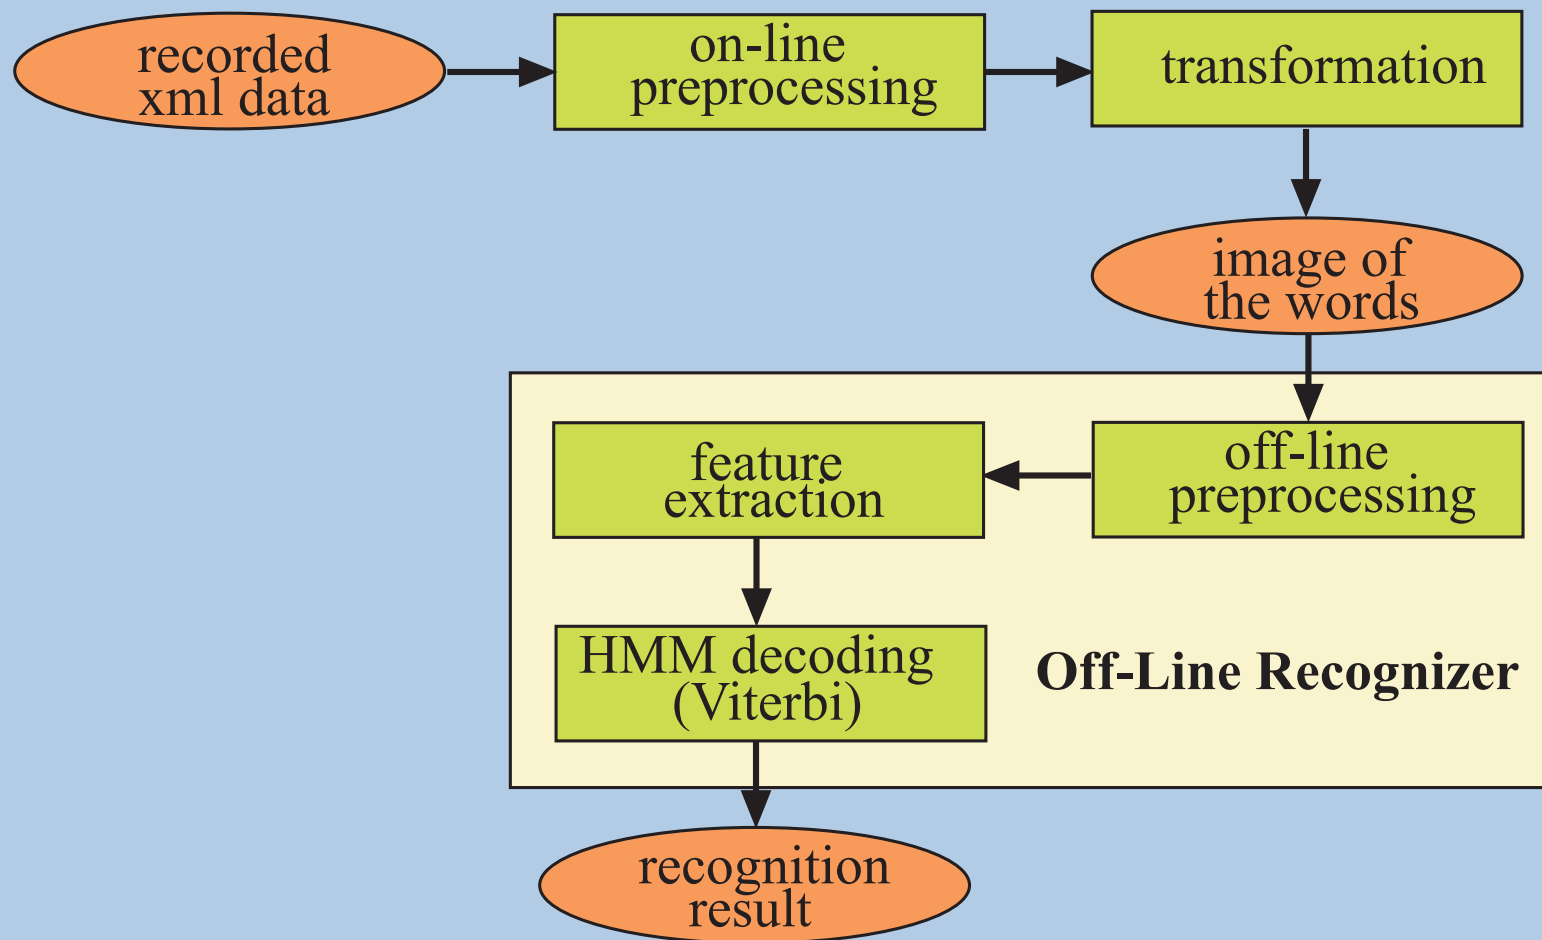 recorded
xml data
on-line
preprocessing
transformation
image of
the words
off-line
preprocessing
feature
extraction
HMM decoding
(Viterbi)
Off-Line Recognizer
recognition
result